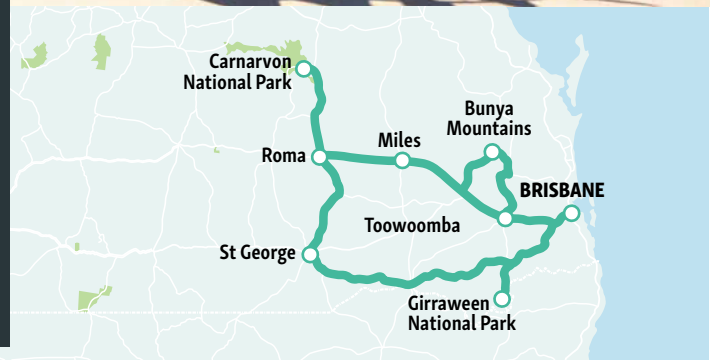 Carnarvon
National Park
Bunya
Mountains
Miles
Roma
BRISBANE
Toowoomba
St George
Girraween
National Park